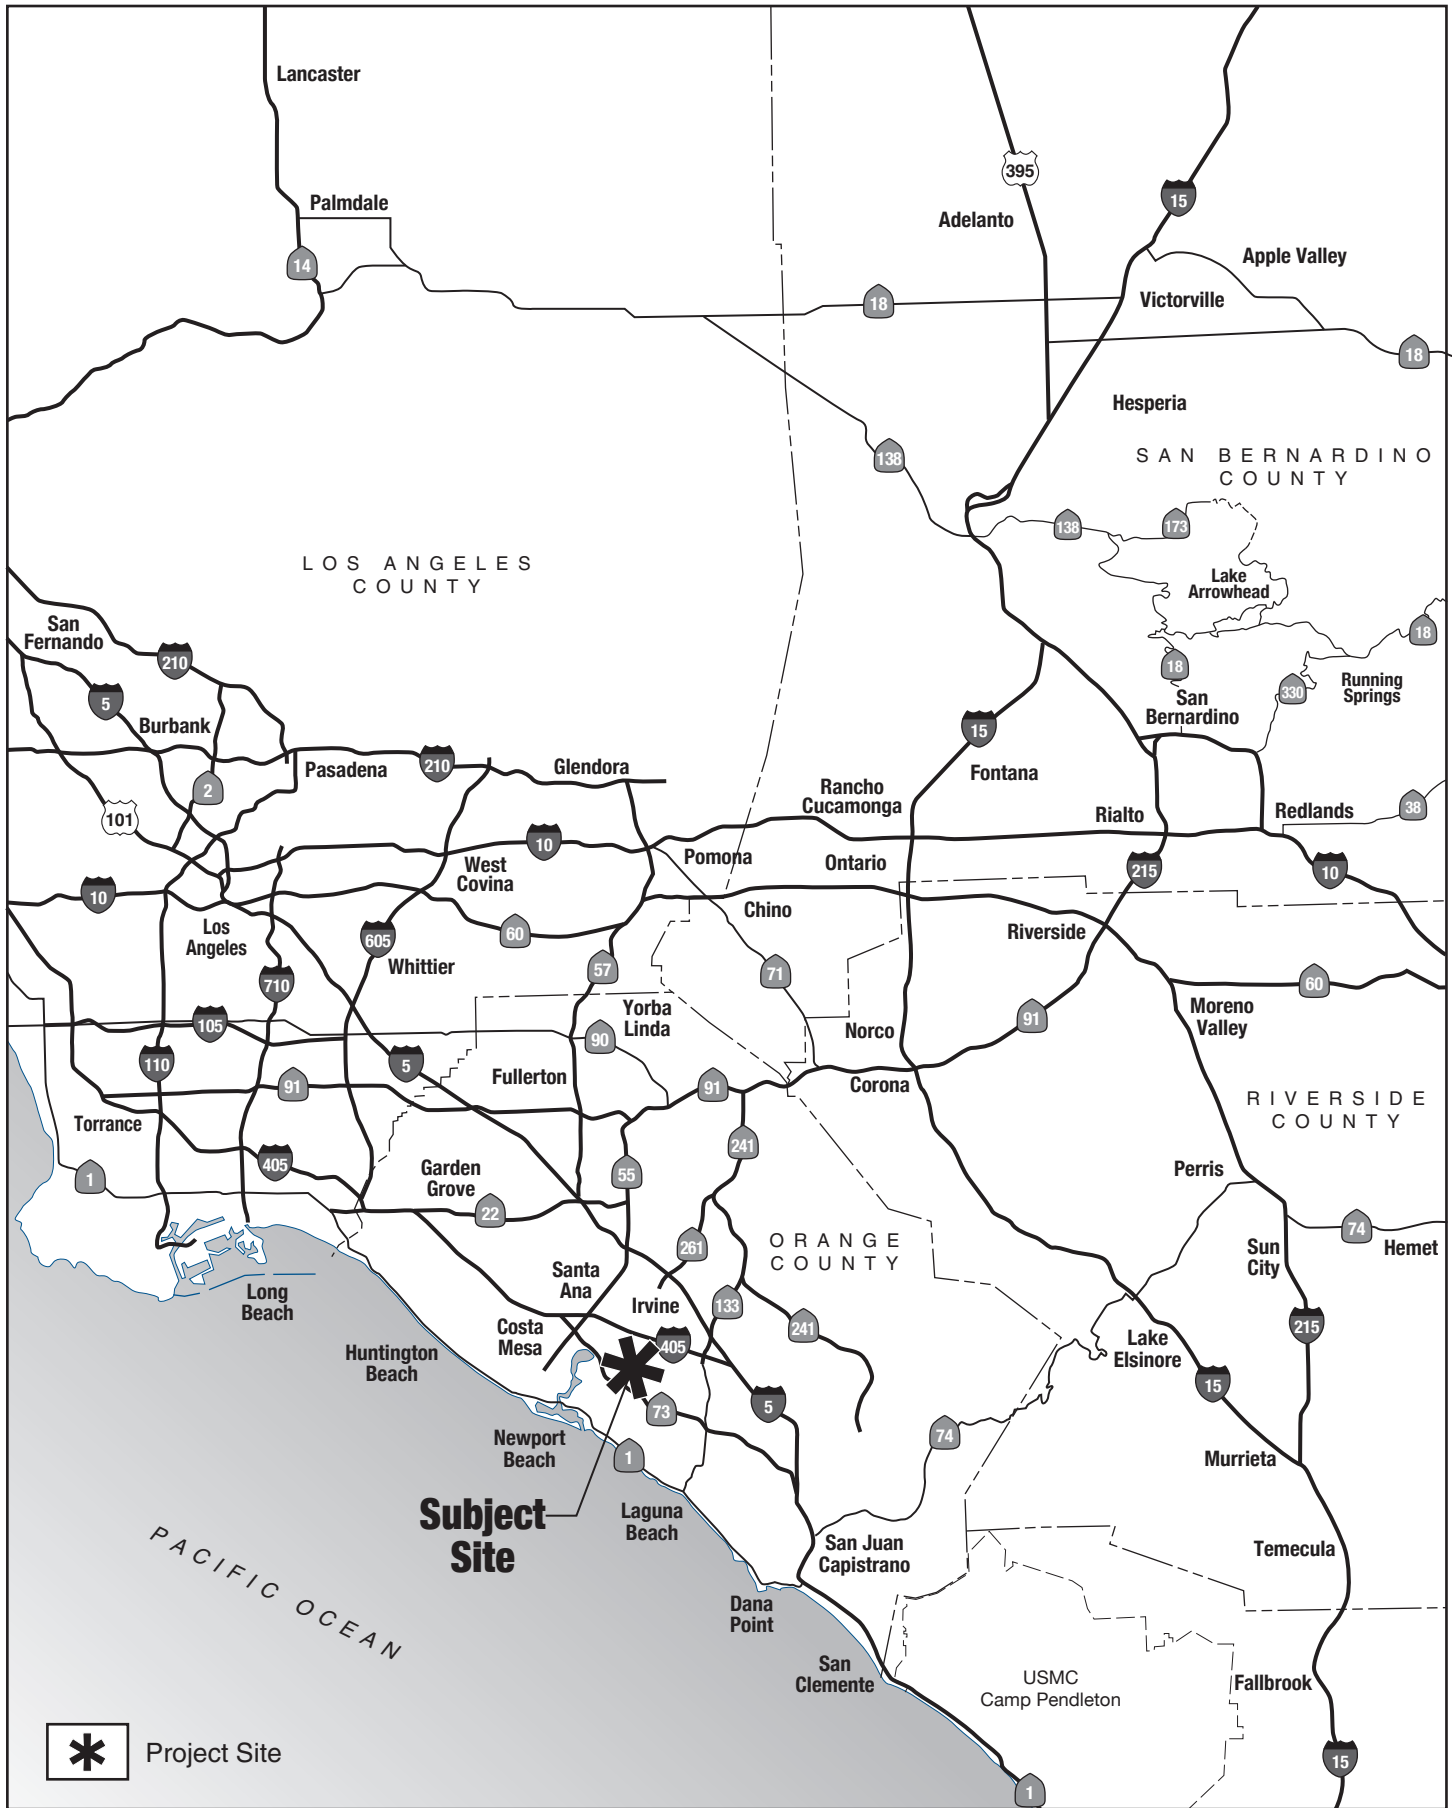 Lancaster
395
Palmdale
15
Adelanto
14
Apple Valley
18
Victorville
18
Hesperia
138
SAN BERNARDINO
COUNTY
138
173
LOS ANGELES
COUNTY
Lake
Arrowhead
San
Fernando
210
18
18
5
330
Running
Springs
San
Bernardino
Burbank
15
Pasadena
210
Glendora
Fontana
2
Rancho
Cucamonga
101
Rialto
Redlands
38
10
West
Covina
Pomona
Ontario
215
10
10
Chino
Los
Angeles
605
60
Riverside
Whittier
57
71
710
60
Yorba
Linda
Moreno
Valley
105
90
Norco
91
110
5
Fullerton
91
91
Corona
RIVERSIDE
COUNTY
Torrance
241
405
Garden
Grove
55
Perris
1
22
261
ORANGE
COUNTY
74
Hemet
Sun
City
Santa
Ana
Long
Beach
Irvine
133
241
215
Costa
Mesa
405
Lake
Elsinore
Huntington
Beach
15
73
5
Newport
Beach
74
1
Murrieta
Subject
Site
Laguna
Beach
San Juan
Capistrano
Temecula
PACIFIC OCEAN
Dana
Point
San
Clemente
USMC
Camp Pendleton
Fallbrook
Project Site
15
1